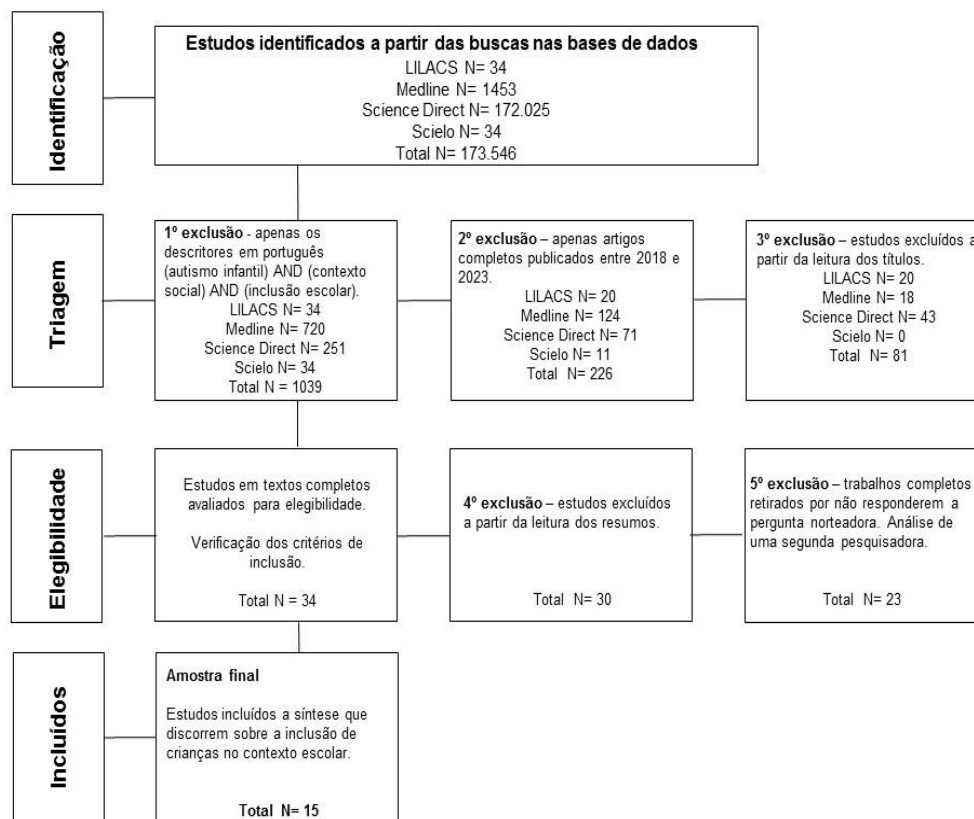 Identificação
Estudos identificados a partir das buscas nas bases de dados
LILACS N= 34
Medline N= 1453
Science Direct N= 172.025
Scielo N= 34
Total N= 173.546
Triagem
1º exclusão - apenas os
descritores em português
(autismo infantil) AND (contexto
social) AND (inclusão escolar).
LILACS N= 34
Medline N= 720
Science Direct N= 251
Scielo N= 34
Total N = 1039
2º exclusão – apenas artigos
completos publicados entre 2018 e
2023.
LILACS N= 20
Medline N= 124
Science Direct N= 71
Scielo N= 11
Total N= 226
3º exclusão – estudos excluídos a
partir da leitura dos títulos.
LILACS N= 20
Medline N= 18
Science Direct N= 43
Scielo N= 0
Total N= 81
Elegibilidade
Estudos em textos completos
avaliados para elegibilidade.
Verificação dos critérios de
inclusão.
Total N = 34
4º exclusão – estudos excluídos
a partir da leitura dos resumos.
Total N= 30
5º exclusão – trabalhos completos
retirados por não responderem a
pergunta norteadora. Análise de
uma segunda pesquisadora.
Total N= 23
Incluídos
Amostra final
Estudos incluídos a síntese que
discorrem sobre a inclusão de
crianças no contexto escolar.
Total N= 15